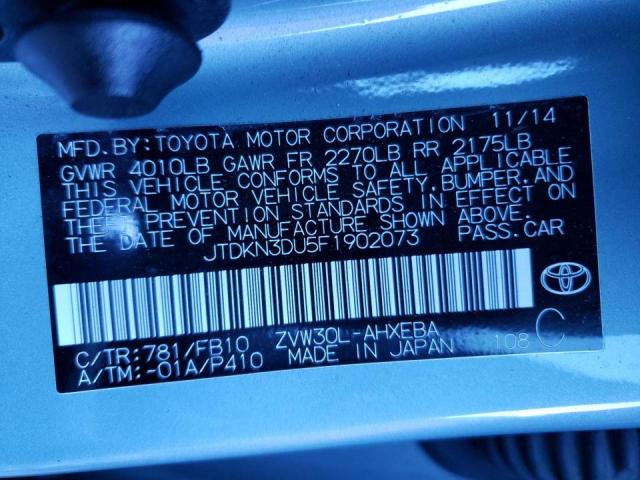 MFD. BY: TOYOTA MOTOR CORPORATION 11/14
GVWR 4010LB GAWR FR 2270LB RR 2175LB
THIS VEHICLE CONFORMS TO ALL APPLICABLE
FEDERAL MOTOR VEHICLE SAFETY, BUMPER, AND
THEFT PREVENTION STANDARDS IN EFFECT ON
THE DATE OF MANUFACTURE SHOWN ABOVE.
JTDKN3DU5F1902073 PASS. CAR
C/TR: 781/FB10 ZVW30L-AHXEBA
A/TM: -01A/P410 MADE IN JAPAN 108 C